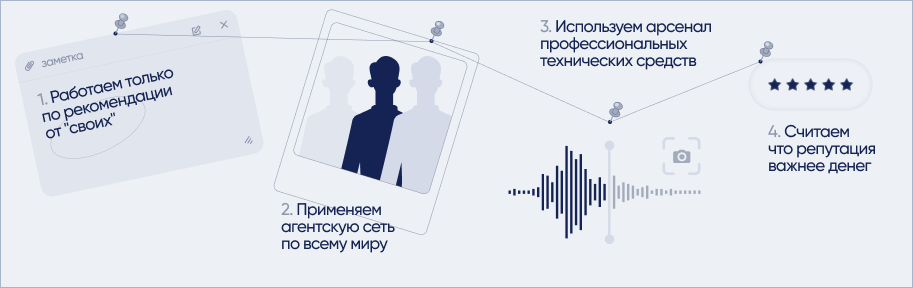 заметка
1. Работаем только
по рекомендации
от "своих"
2. Применяем
агентскую сеть
по всему миру
3. Используем арсенал
профессиональных
технических средств
4. Считаем
что репутация
важнее денег